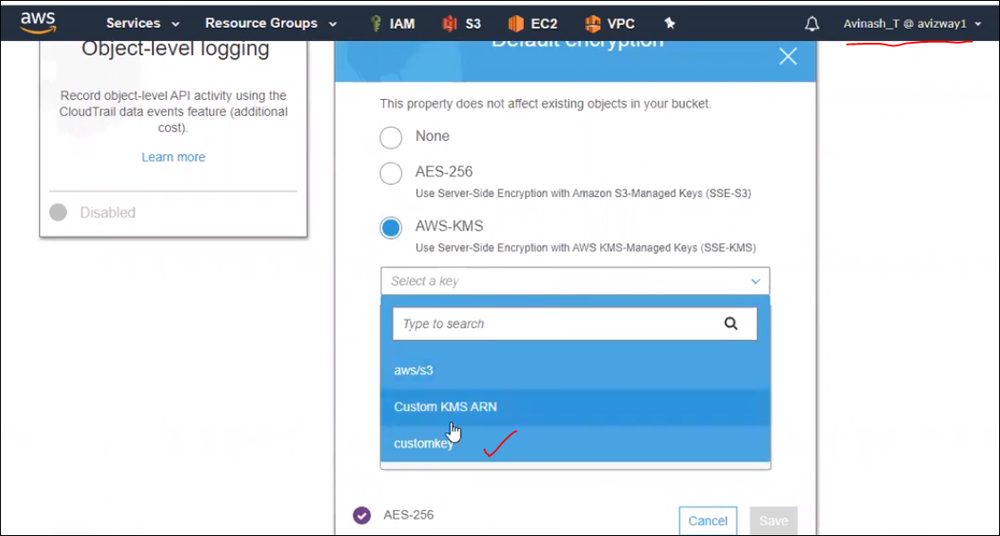 aws Services Resource Groups IAM S3 EC2 VPC Avinash_T @ avizway1
Object-level logging
Record object-level API activity using the
CloudTrail data events feature (additional
cost).
Learn more
Disabled
Default encryption
This property does not affect existing objects in your bucket.
None
AES-256
Use Server-Side Encryption with Amazon S3-Managed Keys (SSE-S3)
AWS-KMS
Use Server-Side Encryption with AWS KMS-Managed Keys (SSE-KMS)
Select a key
Type to search
aws/s3
Custom KMS ARN
customkey
AES-256
Cancel Save